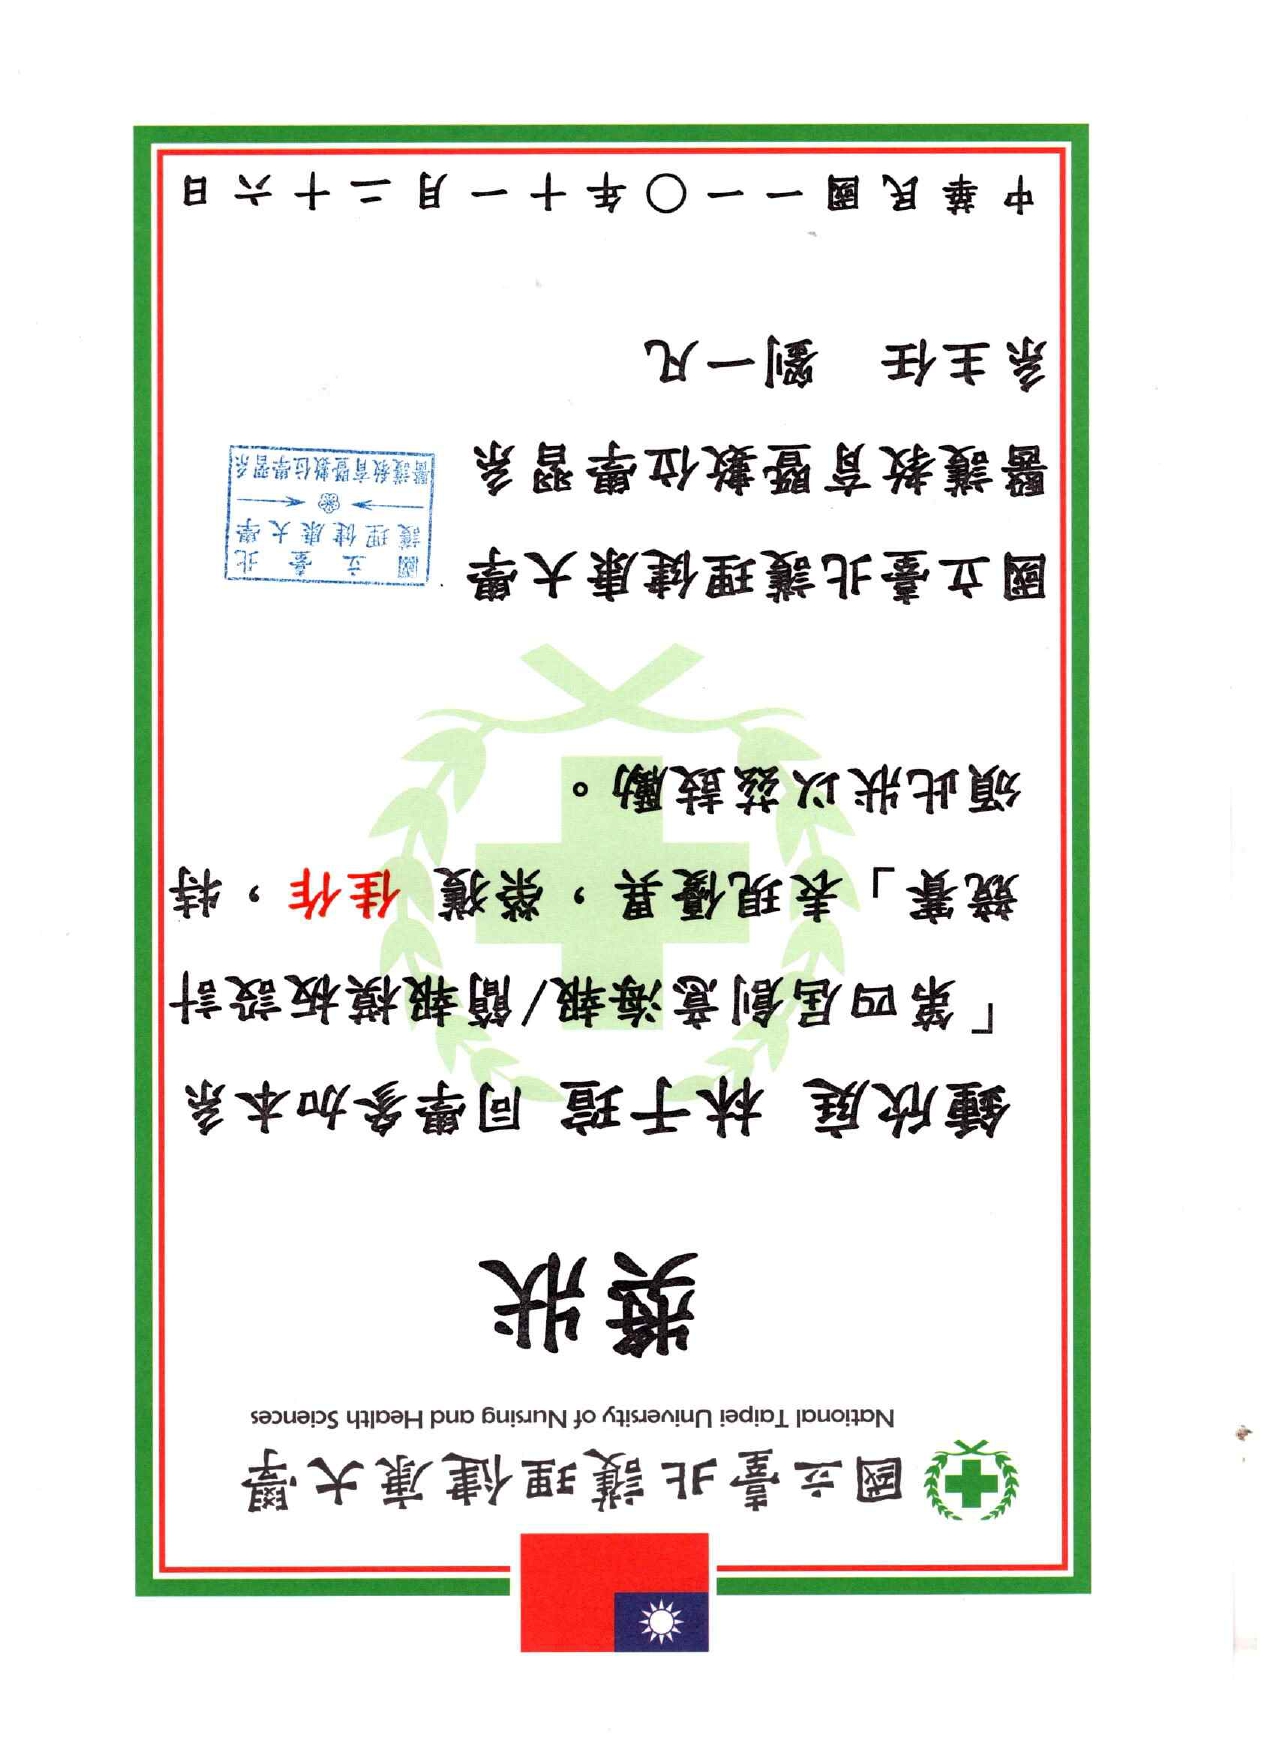 國立臺北護理健康大學
National Taipei University of Nursing and Health Sciences
獎狀
鍾欣庭 林于瑄 同學參加本系
「第四屆創意海報/簡報模板設計
競賽」表現優異，榮獲 佳作，特
頒此狀以茲鼓勵。
國立臺北護理健康大學
醫護教育暨數位學習系
系主任 劉一凡
國立臺北
護理健康大學
醫護教育暨數位學習系
中華民國一一〇年十一月二十六日